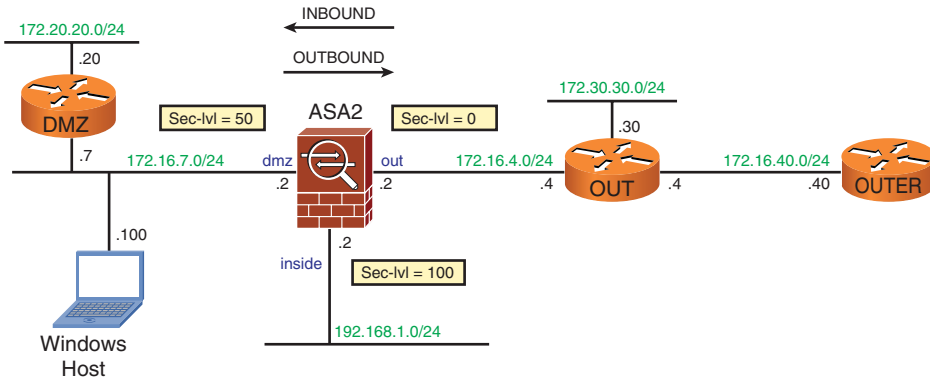 INBOUND
172.20.20.0/24
.20
OUTBOUND
172.30.30.0/24
DMZ
Sec-lvl = 50
ASA2
Sec-lvl = 0
.30
.7
172.16.7.0/24
dmz
out
172.16.4.0/24
172.16.40.0/24
.2
.2
.4
OUT
.4
.40
OUTER
.100
.2
inside
Sec-lvl = 100
192.168.1.0/24
Windows
Host